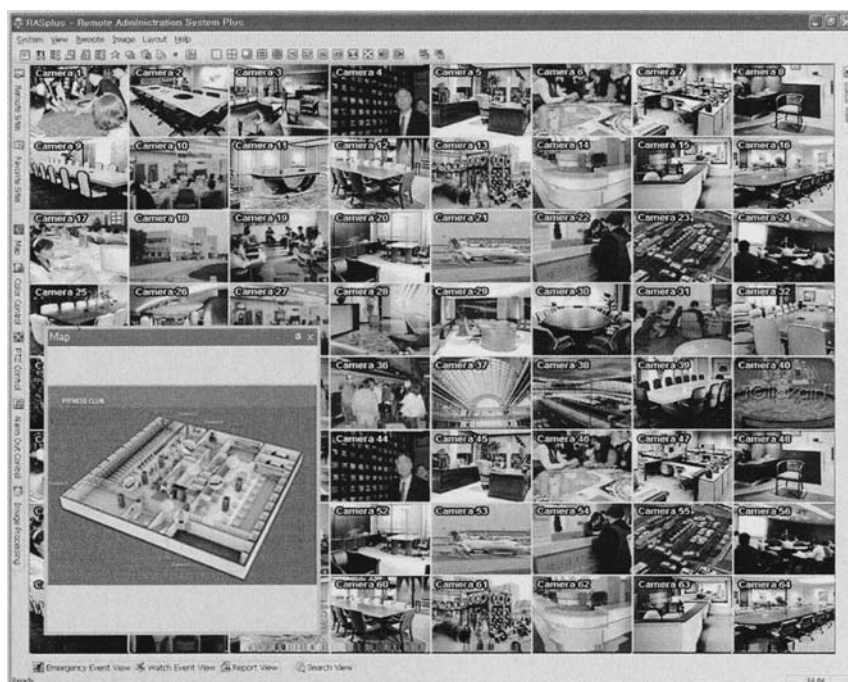 RASplus - Remote Administration System Plus
System View Remote Image Layout Help
Remote Sites
Favorite Sites
Map
Color Control
PTZ Control
Alarm Out Control
Image Processing
Camera 1 Camera 2 Camera 3 Camera 4 Camera 5 Camera 6 Camera 7 Camera 8
Camera 9 Camera 10 Camera 11 Camera 12 Camera 13 Camera 14 Camera 15 Camera 16
Camera 17 Camera 18 Camera 19 Camera 20 Camera 21 Camera 22 Camera 23 Camera 24
Camera 25 Camera 26 Camera 27 Camera 28 Camera 29 Camera 30 Camera 31 Camera 32
Map a x
Camera 36 Camera 37 Camera 38 Camera 39 Camera 40
FITNESS CLUB
Camera 44 Camera 45 Camera 46 Camera 47 Camera 48
Camera 52 Camera 53 Camera 54 Camera 55 Camera 56
Camera 60 Camera 61 Camera 62 Camera 63 Camera 64
Emergency Event View Watch Event View Report View Search View
Ready